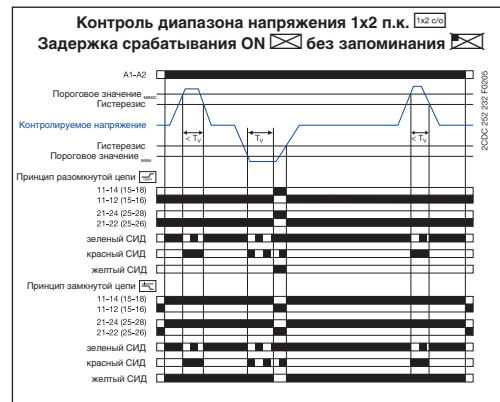 Контроль диапазона напряжения 1x2 п.к. 1x2 c/o
Задержка срабатывания ON без запоминания
A1-A2
Пороговое значение макс.
Гистерезис
Контролируемое напряжение
Гистерезис
Пороговое значение мин.
< Tv
Tv
< Tv
2CDC 252 232 F0205
Принцип разомкнутой цепи
11-14 (15-18)
11-12 (15-16)
21-24 (25-28)
21-22 (25-26)
зеленый СИД
красный СИД
желтый СИД
Принцип замкнутой цепи
11-14 (15-18)
11-12 (15-16)
21-24 (25-28)
21-22 (25-26)
зеленый СИД
красный СИД
желтый СИД